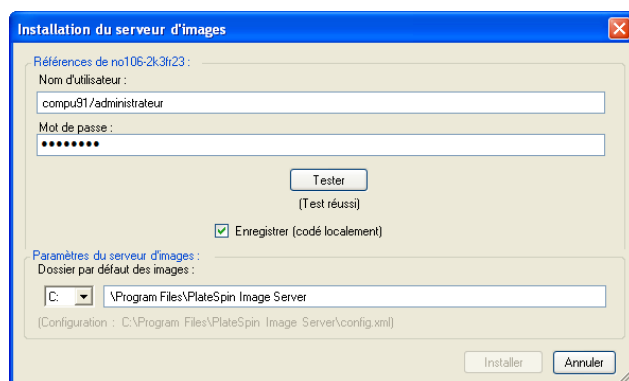 Installation du serveur d'images
Références de no106-2k3fr23 :
Nom d'utilisateur :
compu91/administrateur
Mot de passe :
●●●●●●●●
Tester
(Test réussi)
Enregistrer (codé localement)
Paramètres du serveur d'images :
Dossier par défaut des images :
C: \Program Files\PlateSpin Image Server
(Configuration : C:\Program Files\PlateSpin Image Server\config.xml)
Installer Annuler